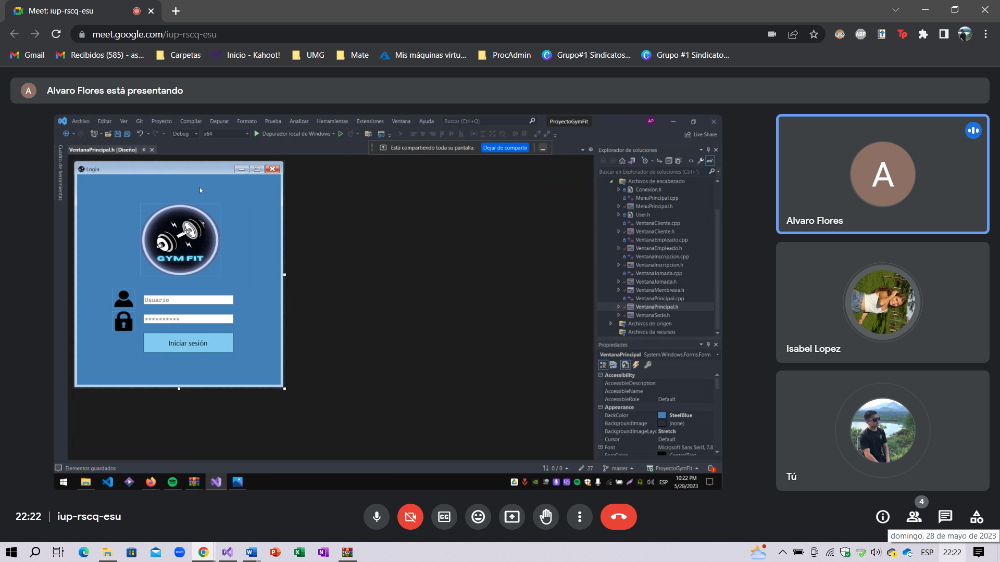 Meet: iup-rscq-esu
meet.google.com/iup-rscq-esu
ABP
Tp
Gmail
Recibidos (585) - as...
Carpetas
Inicio - Kahoot!
UMG
Mate
Mis máquinas virtu...
ProcAdmin
Grupo#1 Sindicatos...
Grupo #1 Sindicato...
A
Alvaro Flores está presentando
Archivo Editar Ver Git Proyecto Compilar Depurar Formato Prueba Analizar Herramientas Extensiones Ventana Ayuda Buscar (Ctrl+Q) ProyectoGymFit AP
Debug x64 Depurador local de Windows Live Share
Está compartiendo toda su pantalla. Dejar de compartir
Cuadro de herramientas
VentanaPrincipal.h [Diseño]
Login
GYM FIT
Usuario
**********
Iniciar sesión
Explorador de soluciones
Buscar en Explorador de soluciones (Ctrl+')
Archivos de encabezado
Conexion.h
MenuPrincipal.cpp
MenuPrincipal.h
User.h
VentanaCliente.cpp
VentanaCliente.h
VentanaEmpleado.cpp
VentanaEmpleado.h
VentanaInscripcion.cpp
VentanaInscripcion.h
VentanaJornada.cpp
VentanaJornada.h
VentanaMembresia.h
VentanaPrincipal.cpp
VentanaPrincipal.h
VentanaSede.h
Archivos de origen
Archivos de recursos
Propiedades
VentanaPrincipal System.Windows.Forms.Form
Accessibility
AccessibleDescription
AccessibleName
AccessibleRole Default
Appearance
BackColor SteelBlue
BackgroundImage (none)
BackgroundImageLayc Stretch
Cursor Default
Font Microsoft Sans Serif, 7.8
ForeColor ControlText
Elementos guardados
0 / 0 27 master ProyectoGymFit 1
ESP
10:22 PM
5/28/2023
A
Alvaro Flores
Isabel Lopez
Tú
22:22 | iup-rscq-esu
4
domingo, 28 de mayo de 2023
zoom
ESP
22:22